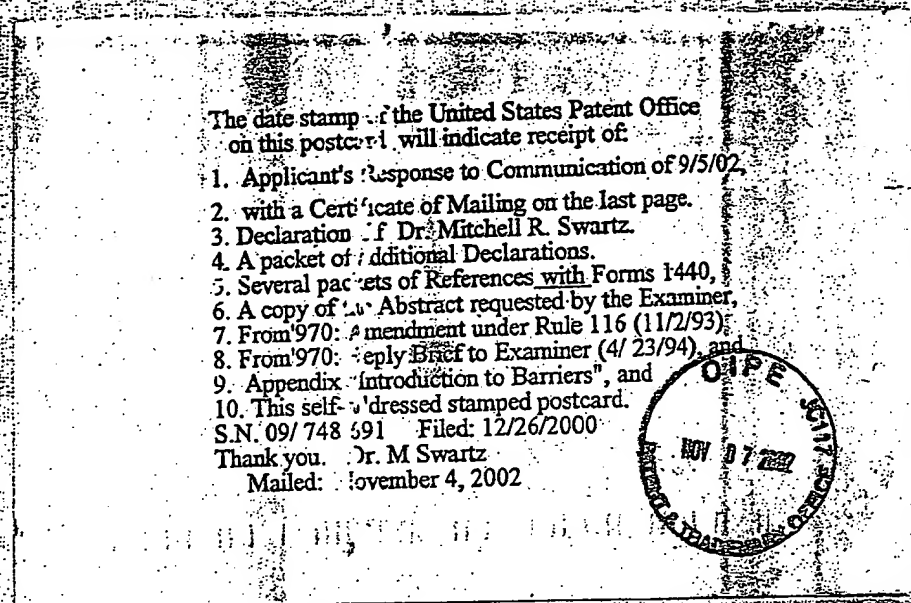 The date stamp of the United States Patent Office
on this postcard will indicate receipt of:
1. Applicant's Response to Communication of 9/5/02,
2. with a Certificate of Mailing on the last page.
3. Declaration of Dr. Mitchell R. Swartz.
4. A packet of Additional Declarations.
5. Several packets of References with Forms 1440,
6. A copy of the Abstract requested by the Examiner,
7. From'970: Amendment under Rule 116 (11/2/93),
8. From'970: Reply Brief to Examiner (4/ 23/94), and
9. Appendix "Introduction to Barriers", and
10. This self-addressed stamped postcard.
S.N. 09/ 748 691 Filed: 12/26/2000
Thank you. Dr. M Swartz
Mailed: November 4, 2002
OIPE JC117
NOV 07 2002
PATENT & TRADEMARK OFFICE